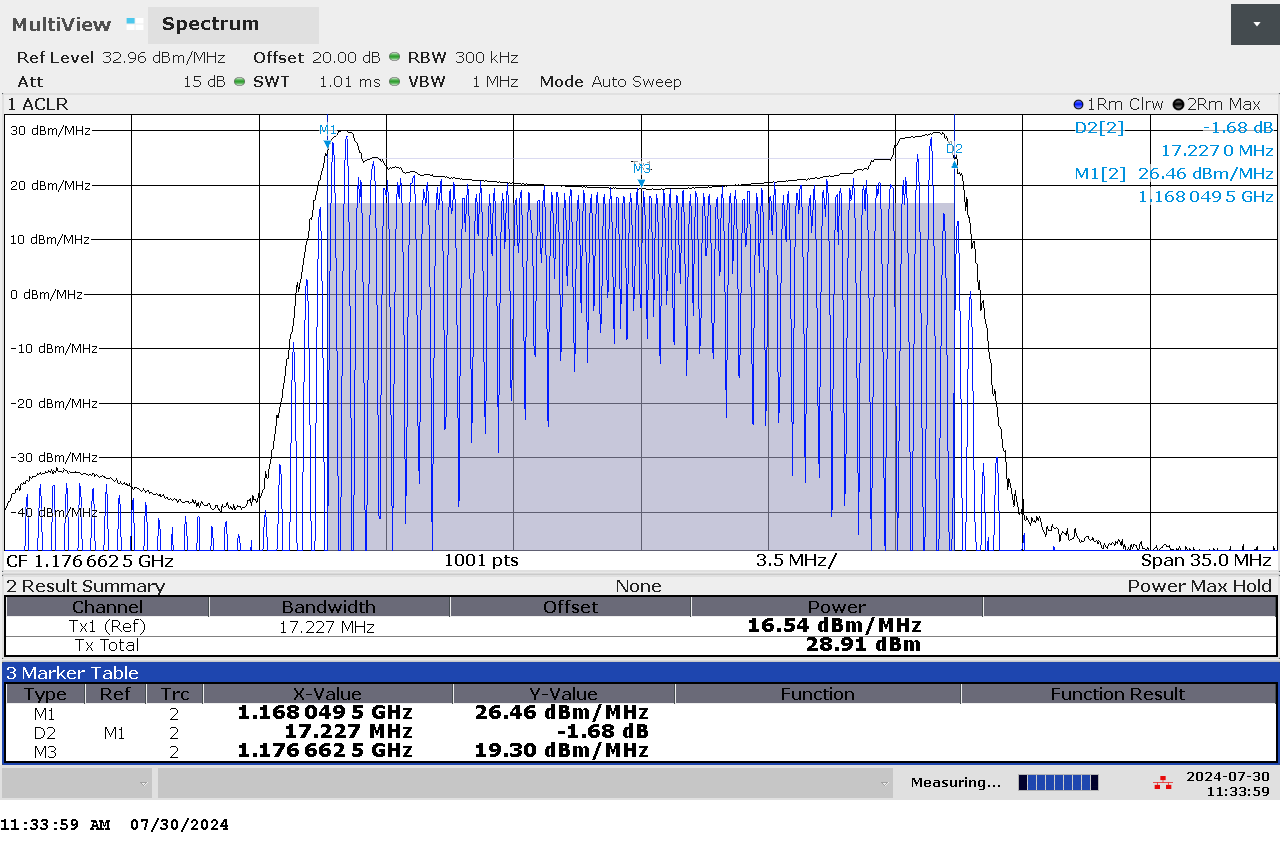 MultiView Spectrum
Ref Level 32.96 dBm/MHz Offset 20.00 dB RBW 300 kHz
Att 15 dB SWT 1.01 ms VBW 1 MHz Mode Auto Sweep
1 ACLR 1Rm Clrw 2Rm Max
D2[2] -1.68 dB
17.227 0 MHz
M1[2] 26.46 dBm/MHz
1.168 049 5 GHz
M1
D2
M3
30 dBm/MHz
20 dBm/MHz
10 dBm/MHz
0 dBm/MHz
-10 dBm/MHz
-20 dBm/MHz
-30 dBm/MHz
-40 dBm/MHz
CF 1.176 662 5 GHz 1001 pts 3.5 MHz/ Span 35.0 MHz
2 Result Summary None Power Max Hold
Channel Bandwidth Offset Power
Tx1 (Ref) 17.227 MHz 16.54 dBm/MHz
Tx Total 28.91 dBm
3 Marker Table
Type Ref Trc X-Value Y-Value Function Function Result
M1 2 1.168 049 5 GHz 26.46 dBm/MHz
D2 M1 2 17.227 MHz -1.68 dB
M3 2 1.176 662 5 GHz 19.30 dBm/MHz
Measuring... 2024-07-30
11:33:59
11:33:59 AM 07/30/2024